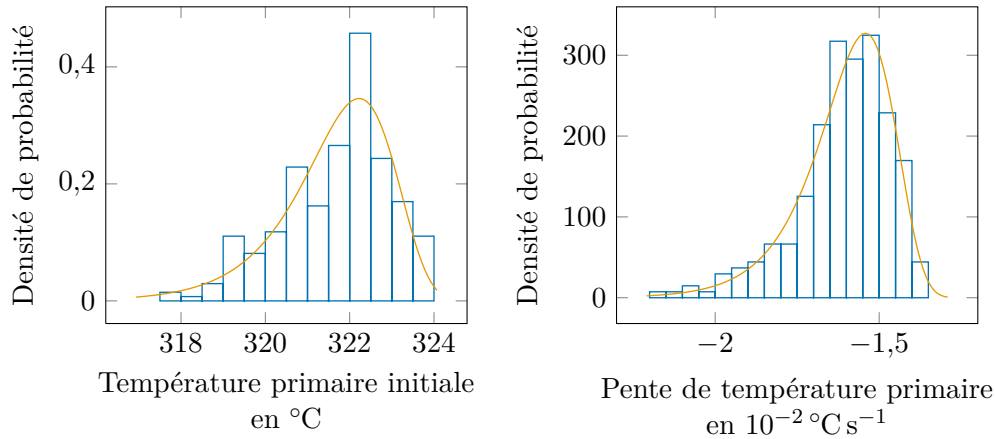 Densité de probabilité
0,4
0,2
0
318 320 322 324
Température primaire initiale
en °C
Densité de probabilité
300
200
100
0
−2 −1,5
Pente de température primaire
en 10⁻² °C s⁻¹